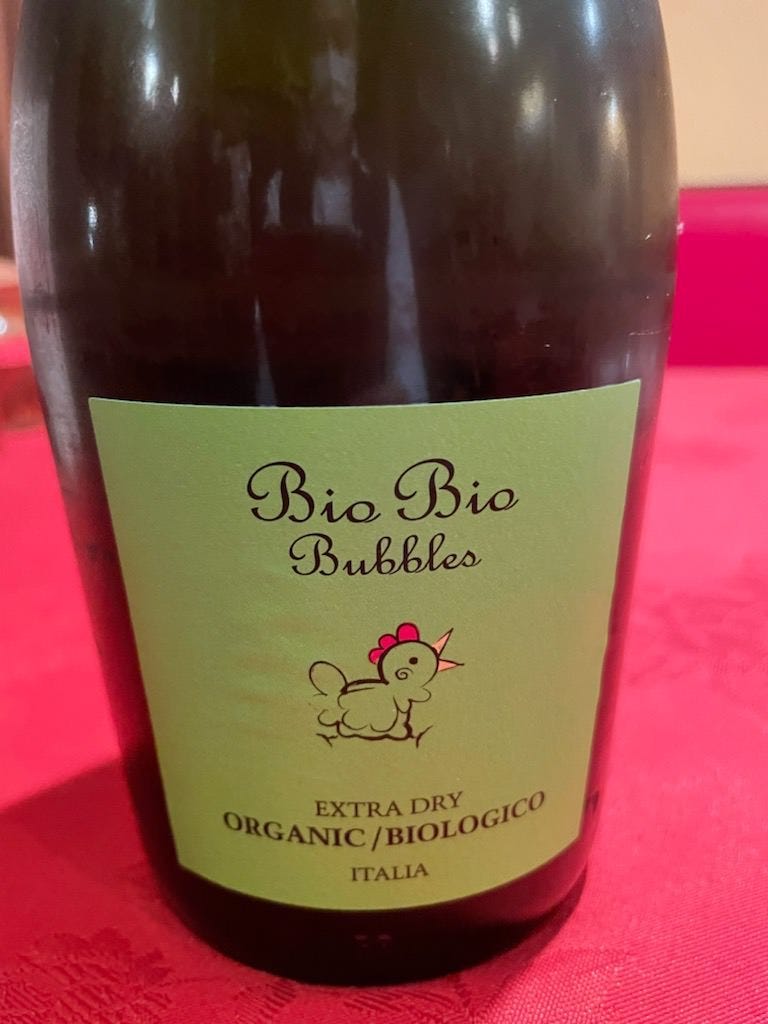 Bio Bio
Bubbles
EXTRA DRY
ORGANIC/BIOLOGICO
ITALIA